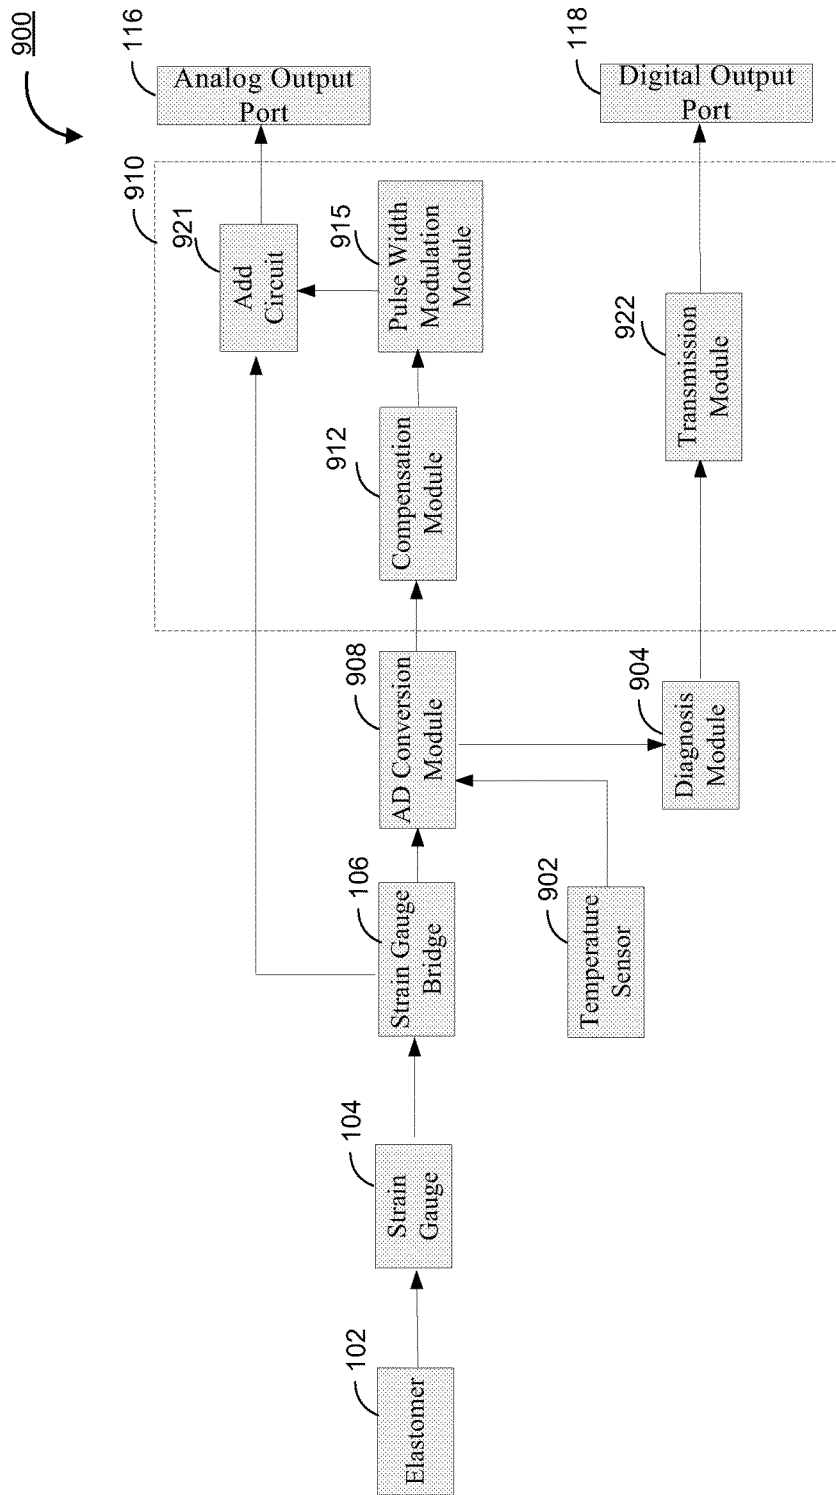 900
116
Analog Output
Port
118
Digital Output
Port
910
921
Add
Circuit
915
Pulse Width
Modulation
Module
922
Transmission
Module
912
Compensation
Module
908
AD Conversion
Module
904
Diagnosis
Module
106
Strain Gauge
Bridge
902
Temperature
Sensor
104
Strain
Gauge
102
Elastomer